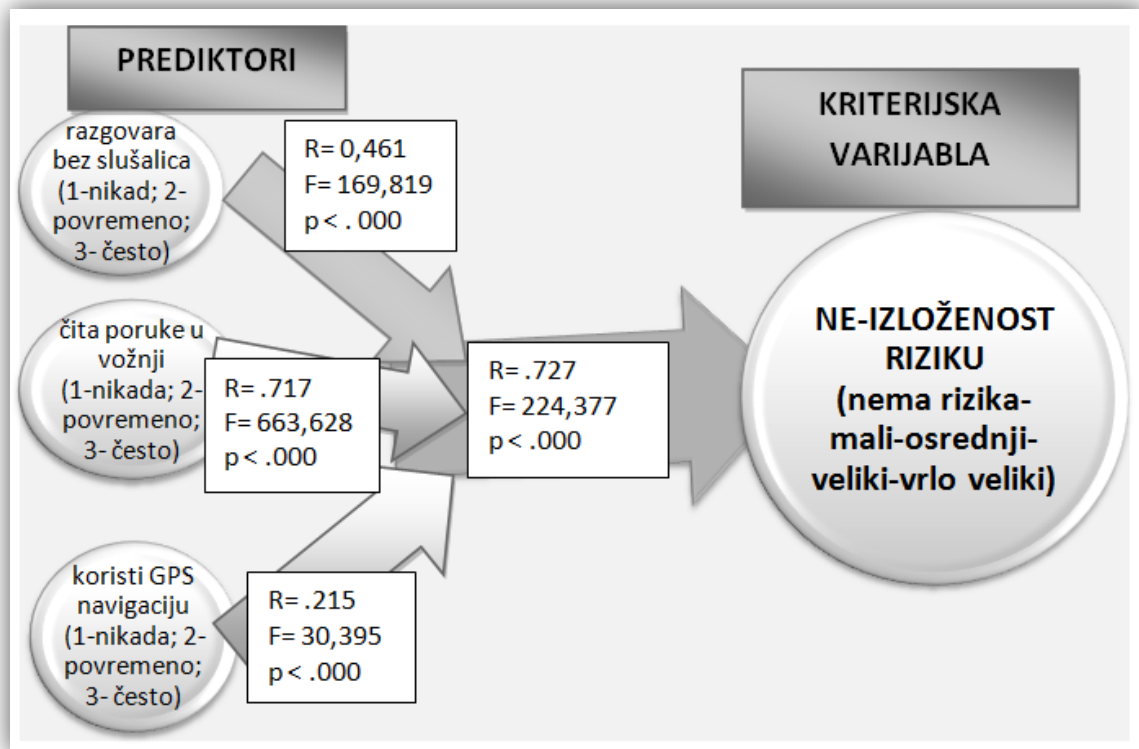 PREDIKTORI
razgovara
bez slušalica
(1-nikad; 2-
povremeno;
3- često)
R= 0,461
F= 169,819
p < . 000
čita poruke u
vožnji
(1-nikada; 2-
povremeno;
3- često)
R= .717
F= 663,628
p < .000
koristi GPS
navigaciju
(1-nikada; 2-
povremeno;
3- često)
R= .215
F= 30,395
p < .000
R= .727
F= 224,377
p < .000
KRITERIJSKA
VARIJABLA
NE-IZLOŽENOST
RIZIKU
(nema rizika-
mali-osrednji-
veliki-vrlo veliki)